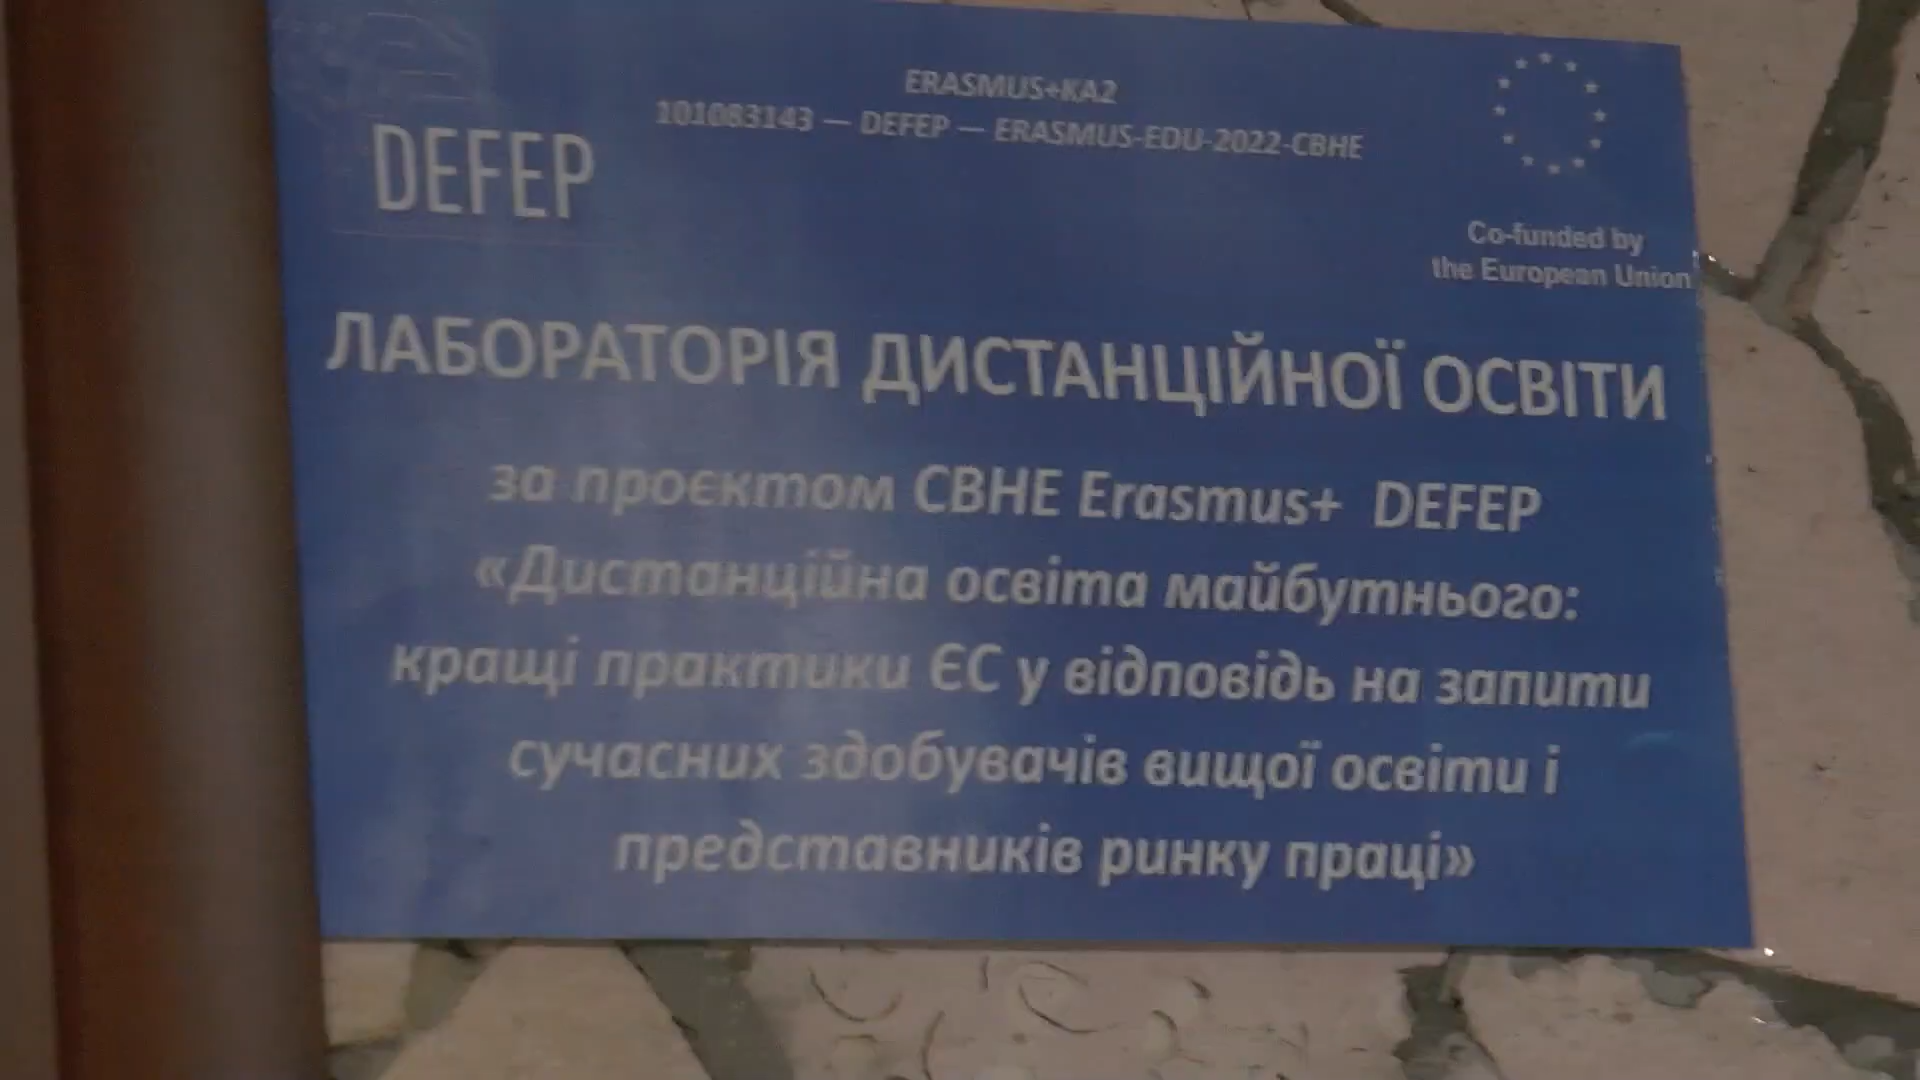 ERASMUS+KA2
101083143 — DEFEP — ERASMUS-EDU-2022-CBHE
DEFEP
Co-funded by
the European Union
ЛАБОРАТОРІЯ ДИСТАНЦІЙНОЇ ОСВІТИ
за проєктом CBHE Erasmus+ DEFEP
«Дистанційна освіта майбутнього:
кращі практики ЄС у відповідь на запити
сучасних здобувачів вищої освіти і
представників ринку праці»